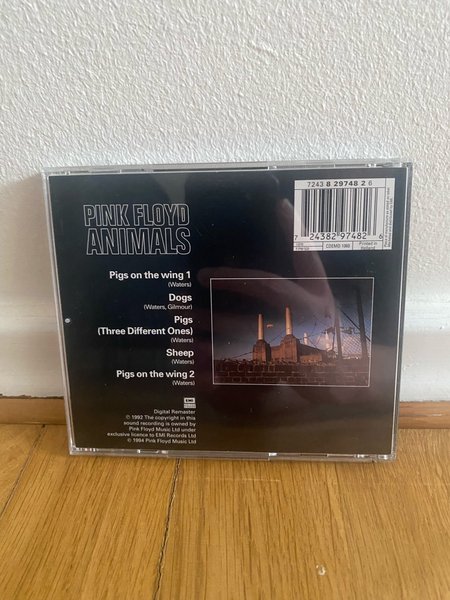 7243 8 29748 2 6
7 24382 97482 6
CDEMD 1060
Printed in
Holland
PINK FLOYD
ANIMALS
Pigs on the wing 1
(Waters)
Dogs
(Waters, Gilmour)
Pigs
(Three Different Ones)
(Waters)
Sheep
(Waters)
Pigs on the wing 2
(Waters)
EMI
Digital Remaster
℗ 1992 The copyright in this
sound recording is owned by
Pink Floyd Music Ltd under
exclusive licence to EMI Records Ltd
© 1994 Pink Floyd Music Ltd